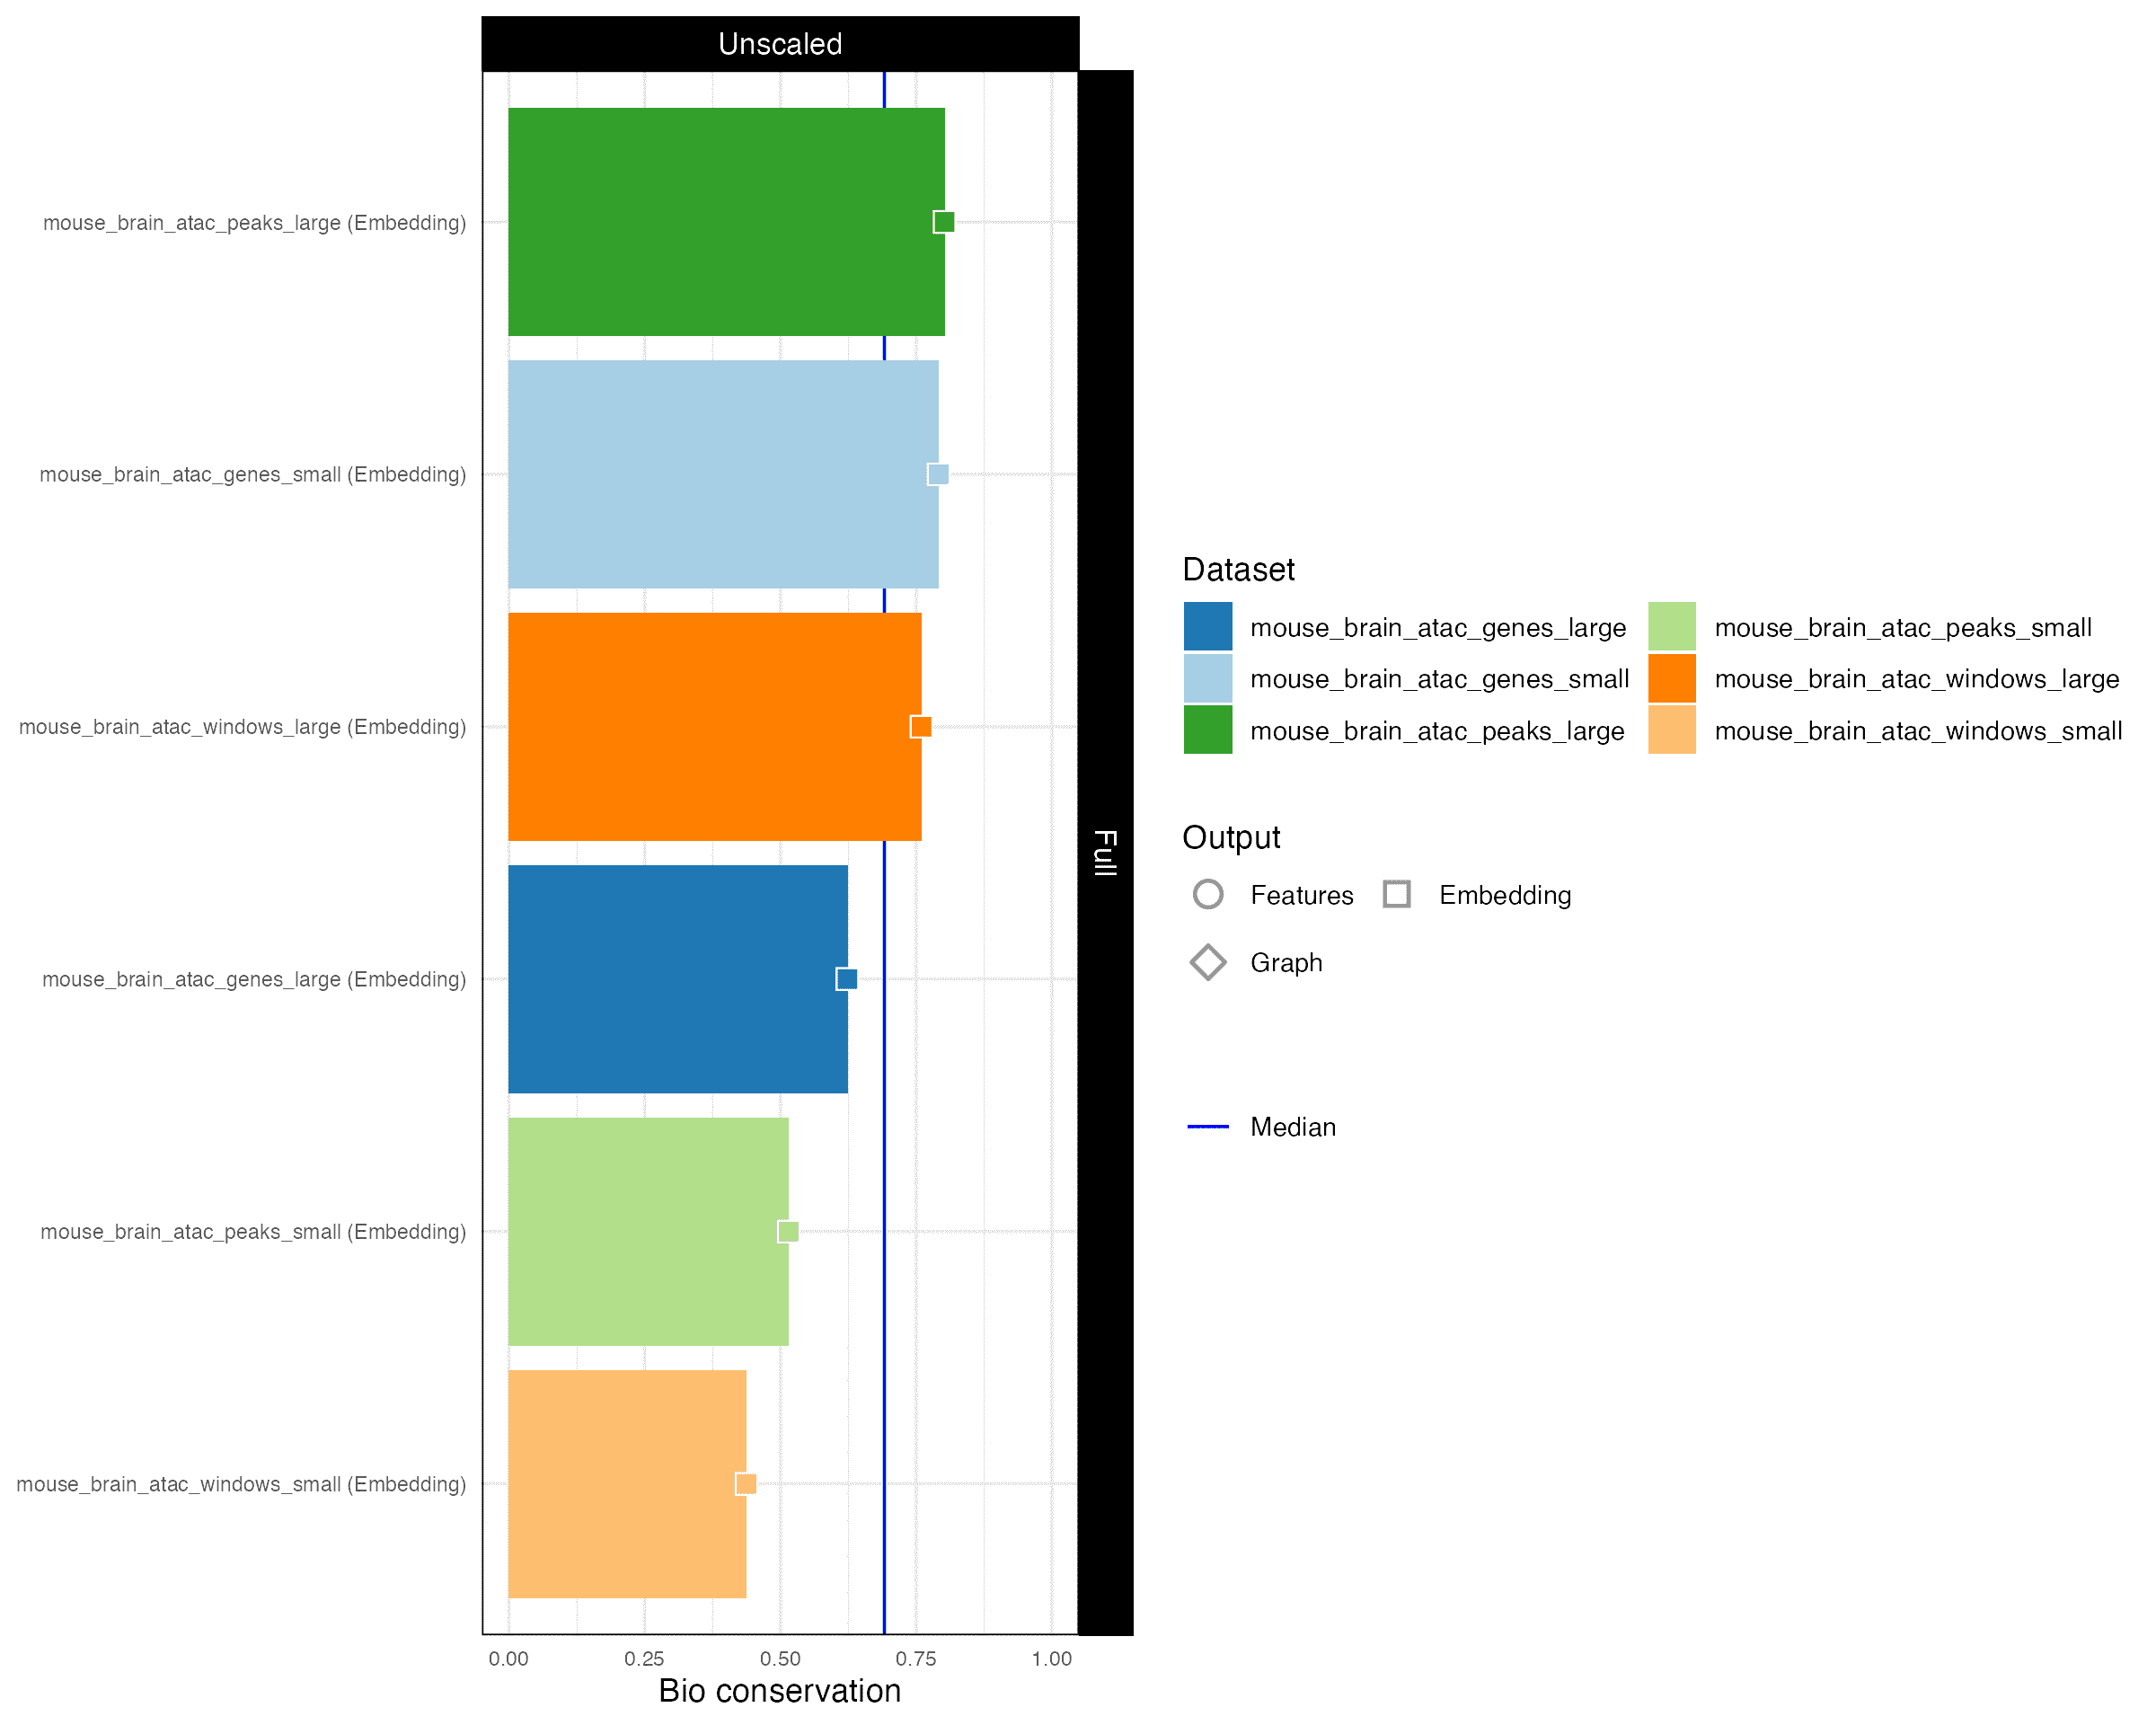 Unscaled
Full
mouse_brain_atac_peaks_large (Embedding)
mouse_brain_atac_genes_small (Embedding)
mouse_brain_atac_windows_large (Embedding)
mouse_brain_atac_genes_large (Embedding)
mouse_brain_atac_peaks_small (Embedding)
mouse_brain_atac_windows_small (Embedding)
0.00 0.25 0.50 0.75 1.00
Bio conservation
Dataset
mouse_brain_atac_genes_large mouse_brain_atac_peaks_small
mouse_brain_atac_genes_small mouse_brain_atac_windows_large
mouse_brain_atac_peaks_large mouse_brain_atac_windows_small
Output
Features Embedding
Graph
Median